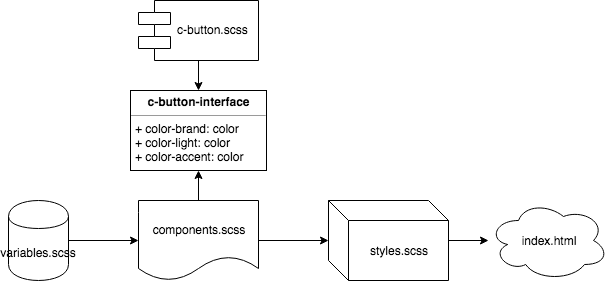 c-button.scss
c-button-interface
+ color-brand: color
+ color-light: color
+ color-accent: color
variables.scss
components.scss
styles.scss
index.html